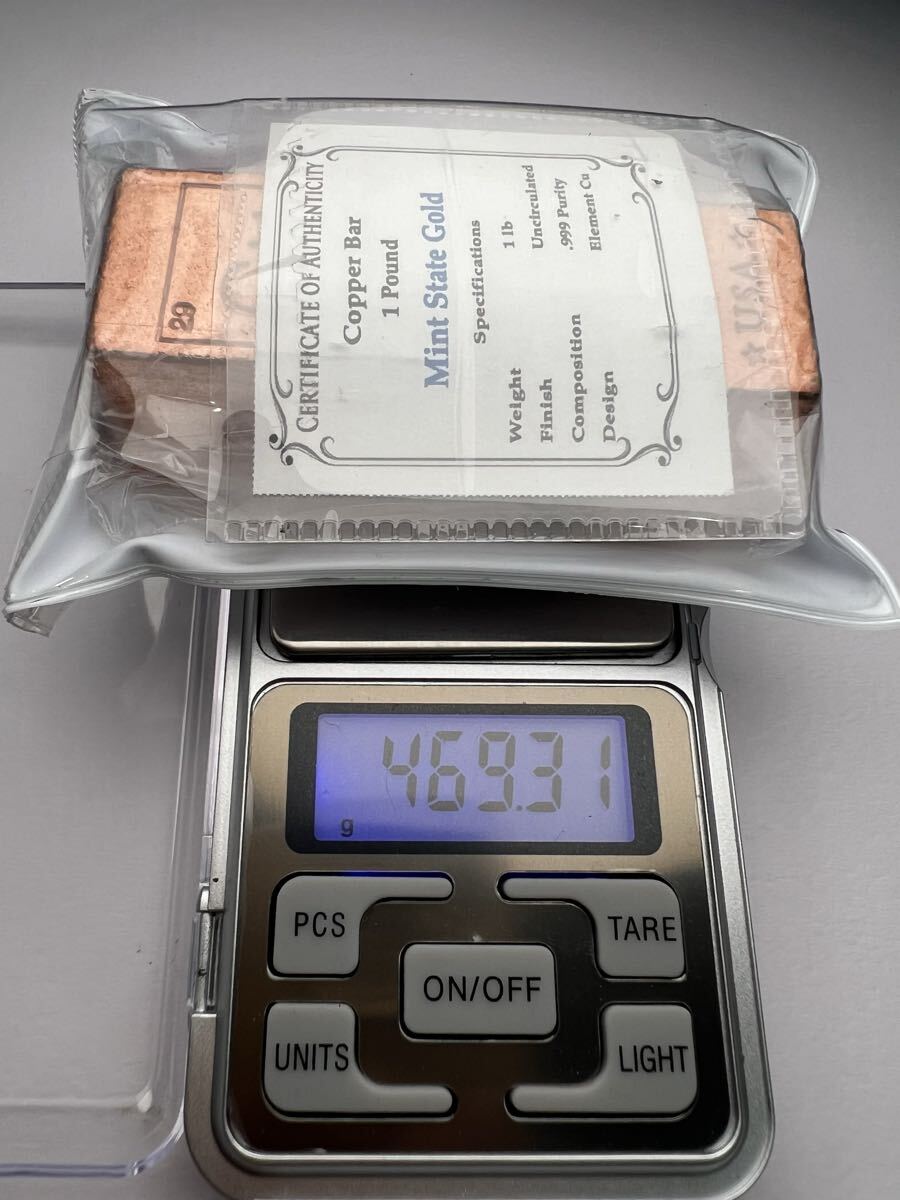 CERTIFICATE OF AUTHENTICITY
Copper Bar
1 Pound
Mint State Gold
Specifications
Weight 1 lb
Finish Uncirculated
Composition .999 Purity
Design Element Cu
29
USA
469.31
g
PCS
TARE
ON/OFF
UNITS
LIGHT